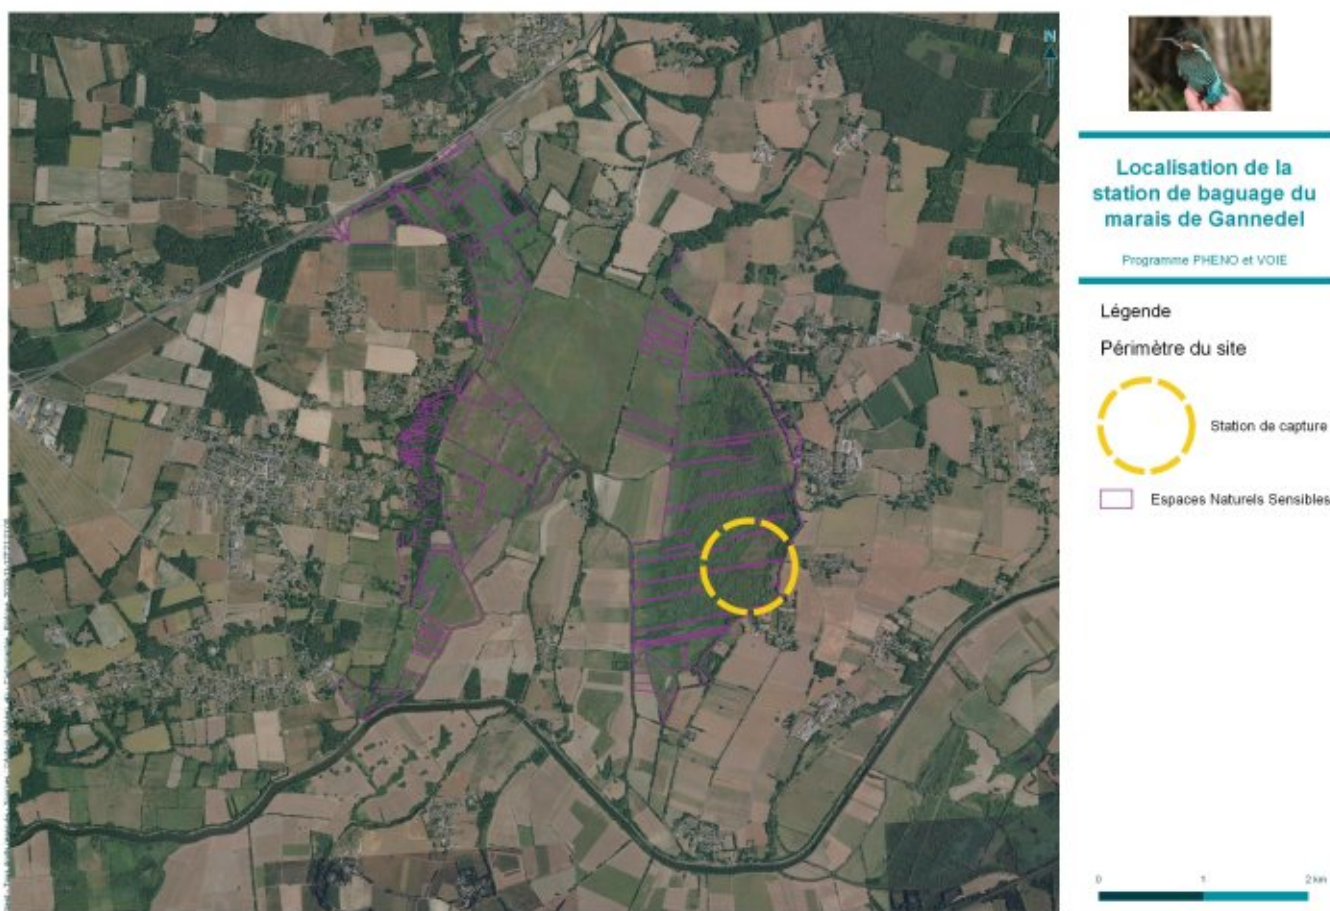 N
Localisation de la
station de baguage du
marais de Gannedel
Programme PHENO et VOIE
Légende
Périmètre du site
Station de capture
Espaces Naturels Sensibles
0 1 2 km